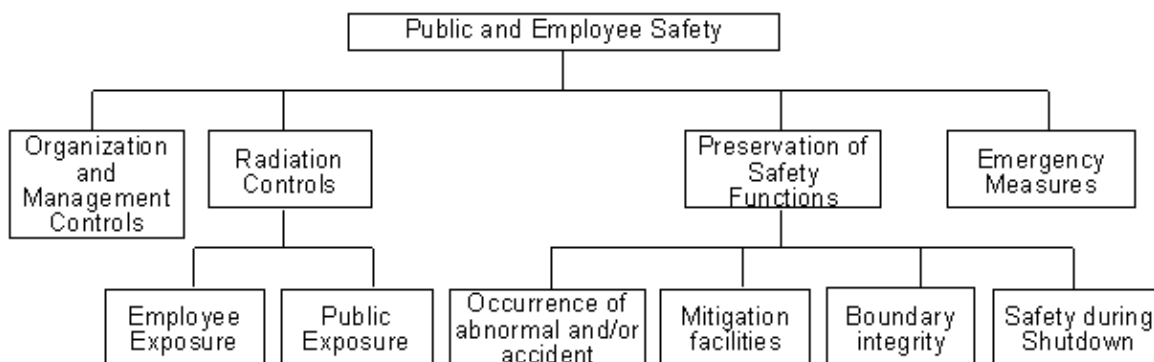 Public and Employee Safety
Organization
and
Management
Controls
Radiation
Controls
Preservation of
Safety
Functions
Emergency
Measures
Employee
Exposure
Public
Exposure
Occurrence of
abnormal and/or
accident
Mitigation
facilities
Boundary
integrity
Safety during
Shutdown